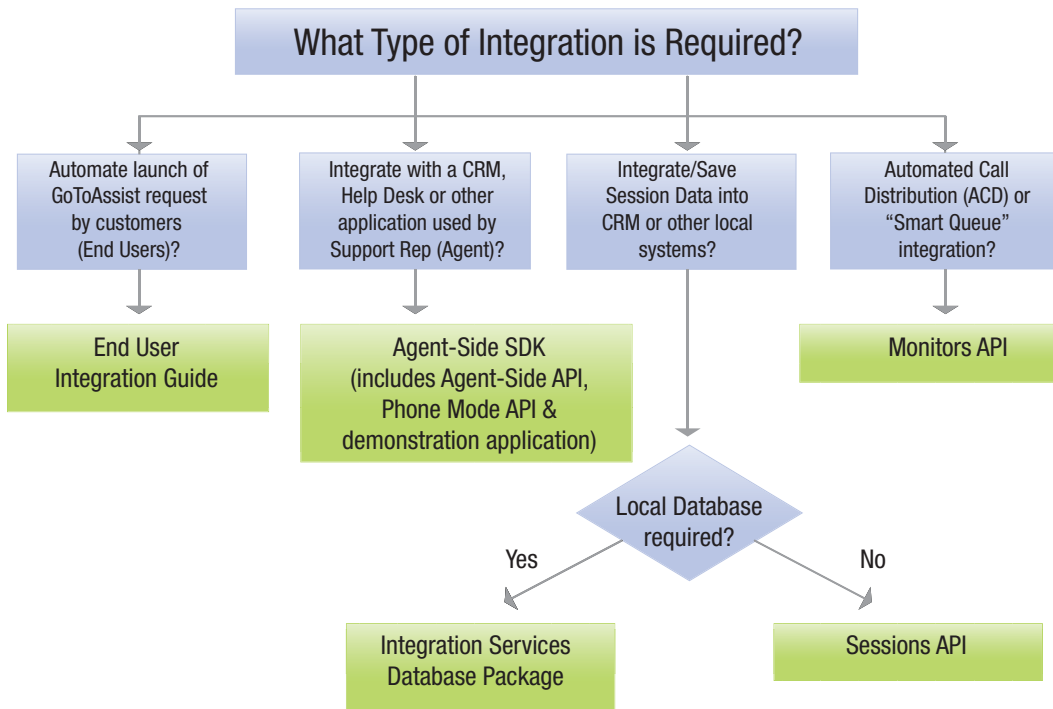 What Type of Integration is Required?
Automate launch of
GoToAssist request
by customers
(End Users)?
Integrate with a CRM,
Help Desk or other
application used by
Support Rep (Agent)?
Integrate/Save
Session Data into
CRM or other local
systems?
Automated Call
Distribution (ACD) or
“Smart Queue”
integration?
End User
Integration Guide
Agent-Side SDK
(includes Agent-Side API,
Phone Mode API &
demonstration application)
Monitors API
Local Database
required?
Yes
No
Integration Services
Database Package
Sessions API